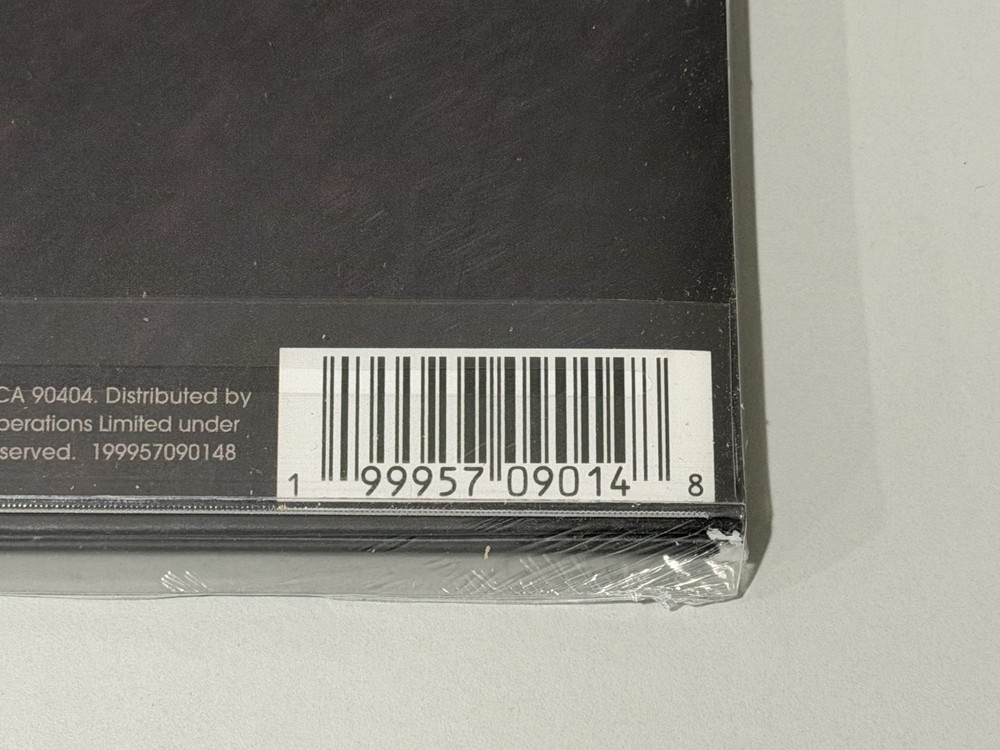 CA 90404. Distributed by
perations Limited under
served. 199957090148
1 99957 09014 8